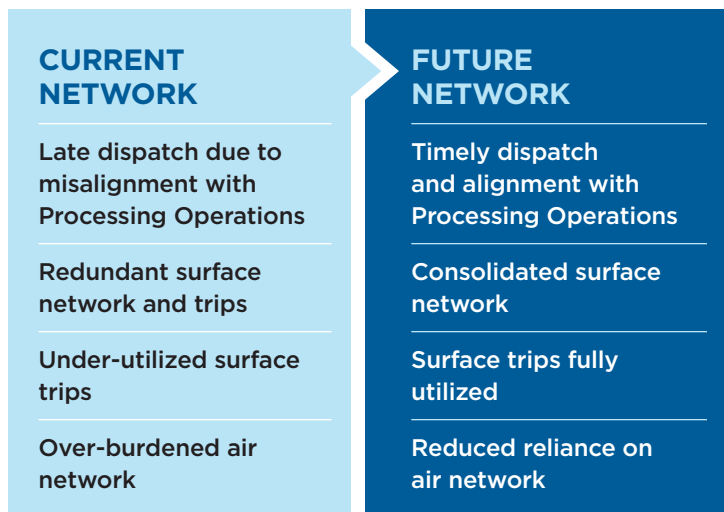 CURRENT
NETWORK
Late dispatch due to
misalignment with
Processing Operations
Redundant surface
network and trips
Under-utilized surface
trips
Over-burdened air
network
FUTURE
NETWORK
Timely dispatch
and alignment with
Processing Operations
Consolidated surface
network
Surface trips fully
utilized
Reduced reliance on
air network